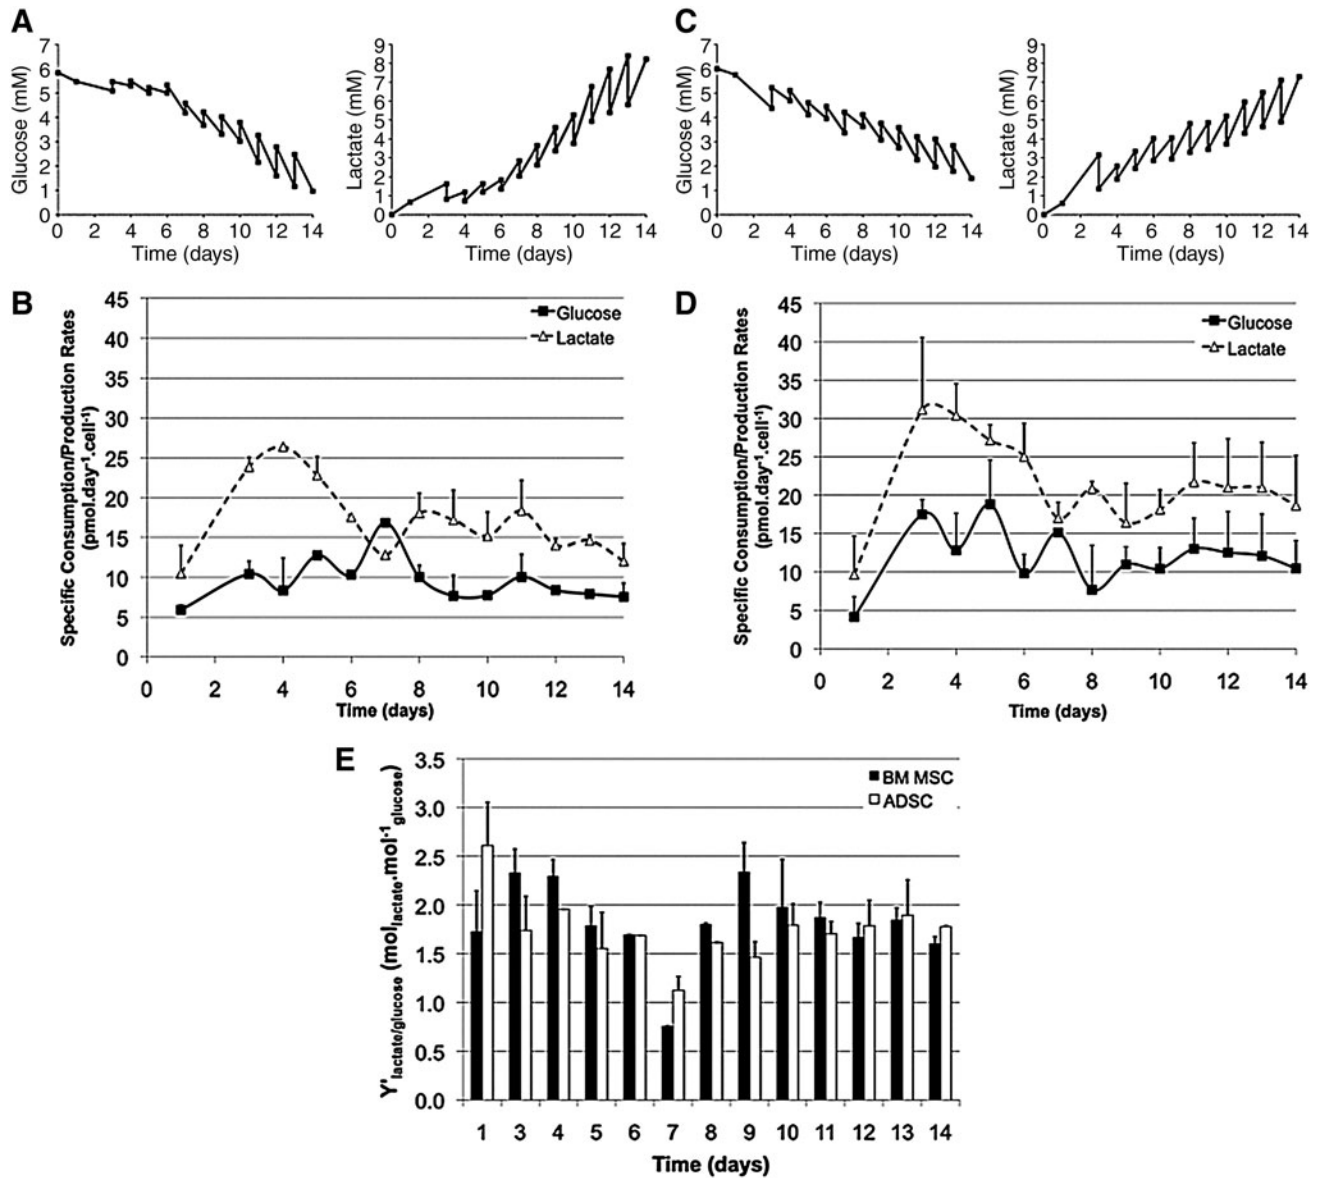 A
Glucose (mM)
7
6
5
4
3
2
1
0
0 2 4 6 8 10 12 14
Time (days)
Lactate (mM)
9
8
7
6
5
4
3
2
1
0
0 2 4 6 8 10 12 14
Time (days)
C
Glucose (mM)
7
6
5
4
3
2
1
0
0 2 4 6 8 10 12 14
Time (days)
Lactate (mM)
9
8
7
6
5
4
3
2
1
0
0 2 4 6 8 10 12 14
Time (days)
B
Specific Consumption/Production Rates
(pmol.day⁻¹.cell⁻¹)
45
40
35
30
25
20
15
10
5
0
Glucose
Lactate
0 2 4 6 8 10 12 14
Time (days)
D
Specific Consumption/Production Rates
(pmol.day⁻¹.cell⁻¹)
45
40
35
30
25
20
15
10
5
0
Glucose
Lactate
0 2 4 6 8 10 12 14
Time (days)
E
Y'lactate/glucose (mol lactate.mol⁻¹ glucose)
3.5
3.0
2.5
2.0
1.5
1.0
0.5
0.0
BM MSC
ADSC
1 3 4 5 6 7 8 9 10 11 12 13 14
Time (days)